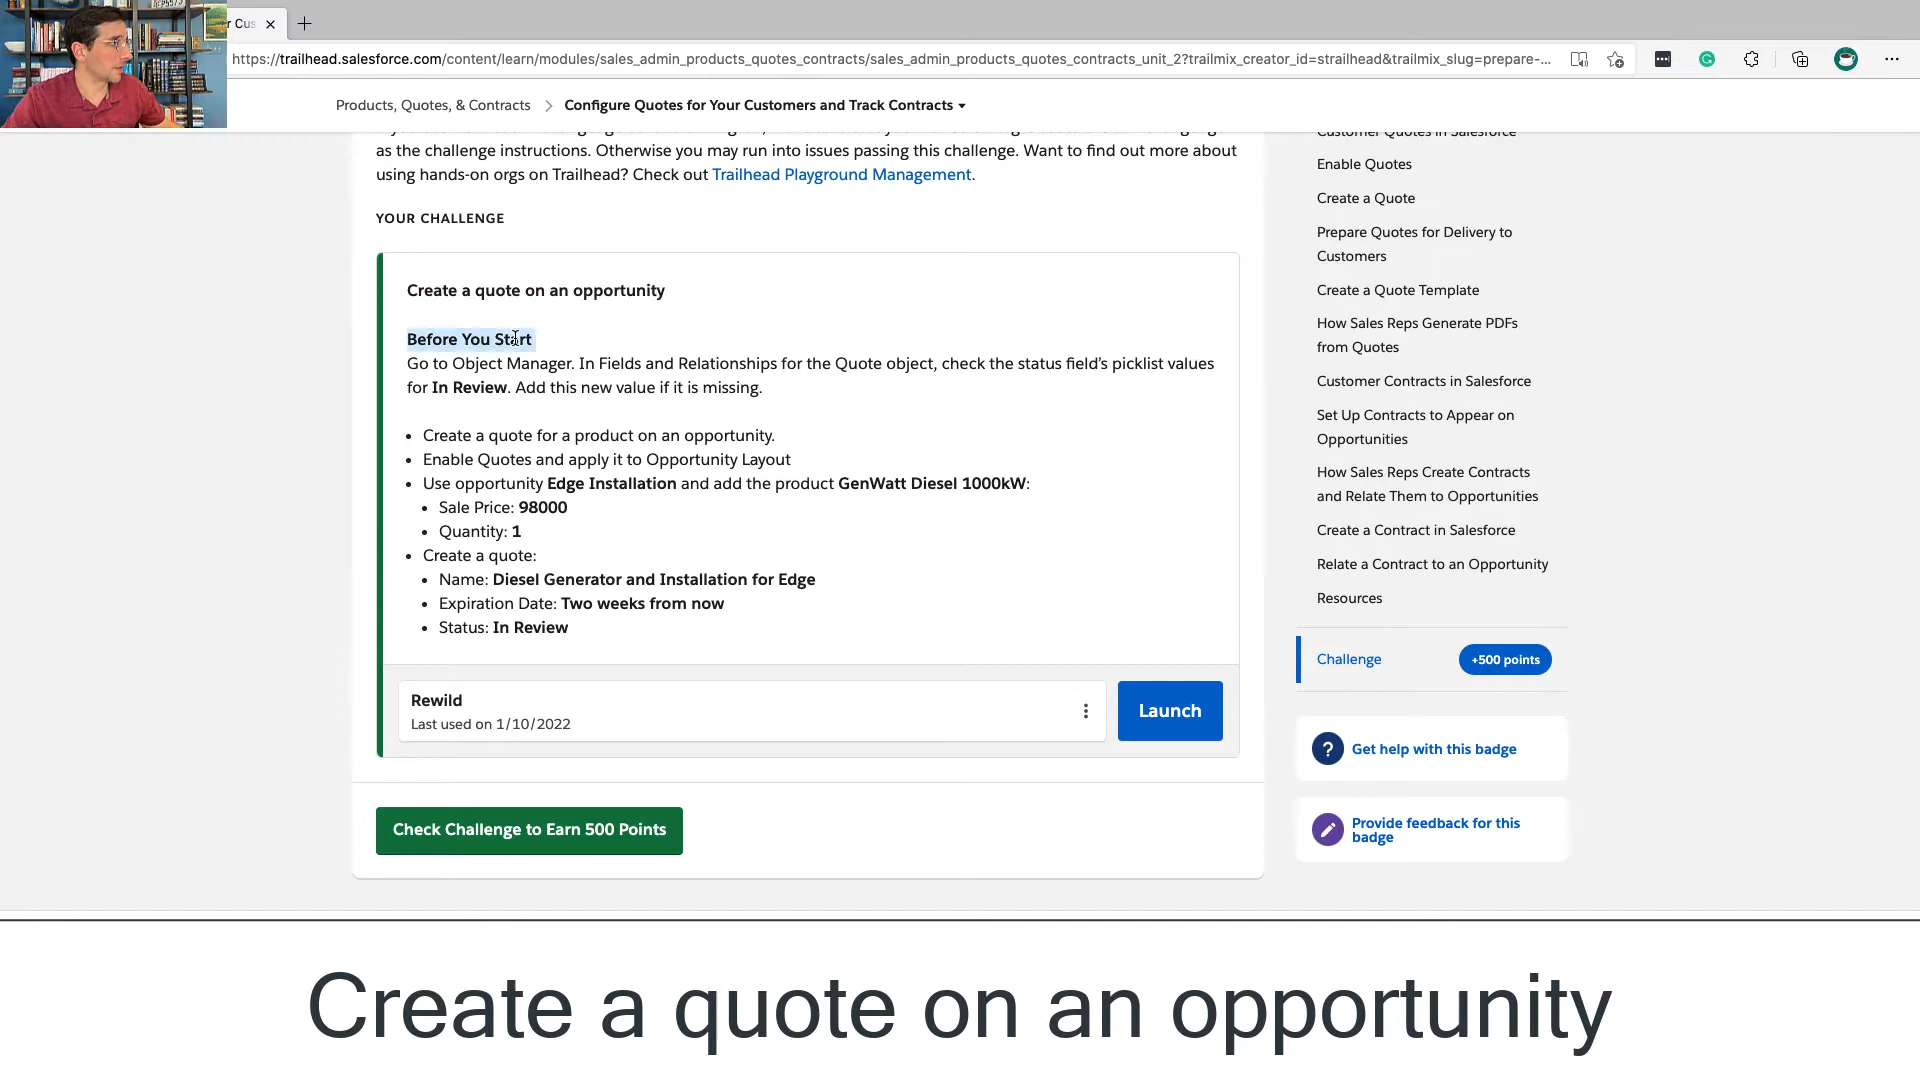 r Cus
https://trailhead.salesforce.com/content/learn/modules/sales_admin_products_quotes_contracts/sales_admin_products_quotes_contracts_unit_2?trailmix_creator_id=strailhead&trailmix_slug=prepare-...
Products, Quotes, & Contracts
Configure Quotes for Your Customers and Track Contracts
as the challenge instructions. Otherwise you may run into issues passing this challenge. Want to find out more about
using hands-on orgs on Trailhead? Check out Trailhead Playground Management.
YOUR CHALLENGE
Create a quote on an opportunity
Before You Start
Go to Object Manager. In Fields and Relationships for the Quote object, check the status field's picklist values
for In Review. Add this new value if it is missing.
• Create a quote for a product on an opportunity.
• Enable Quotes and apply it to Opportunity Layout
• Use opportunity Edge Installation and add the product GenWatt Diesel 1000kW:
• Sale Price: 98000
• Quantity: 1
• Create a quote:
• Name: Diesel Generator and Installation for Edge
• Expiration Date: Two weeks from now
• Status: In Review
Rewild
Last used on 1/10/2022
Launch
Check Challenge to Earn 500 Points
Customer Quotes in Salesforce
Enable Quotes
Create a Quote
Prepare Quotes for Delivery to
Customers
Create a Quote Template
How Sales Reps Generate PDFs
from Quotes
Customer Contracts in Salesforce
Set Up Contracts to Appear on
Opportunities
How Sales Reps Create Contracts
and Relate Them to Opportunities
Create a Contract in Salesforce
Relate a Contract to an Opportunity
Resources
Challenge
+500 points
Get help with this badge
Provide feedback for this
badge
Create a quote on an opportunity